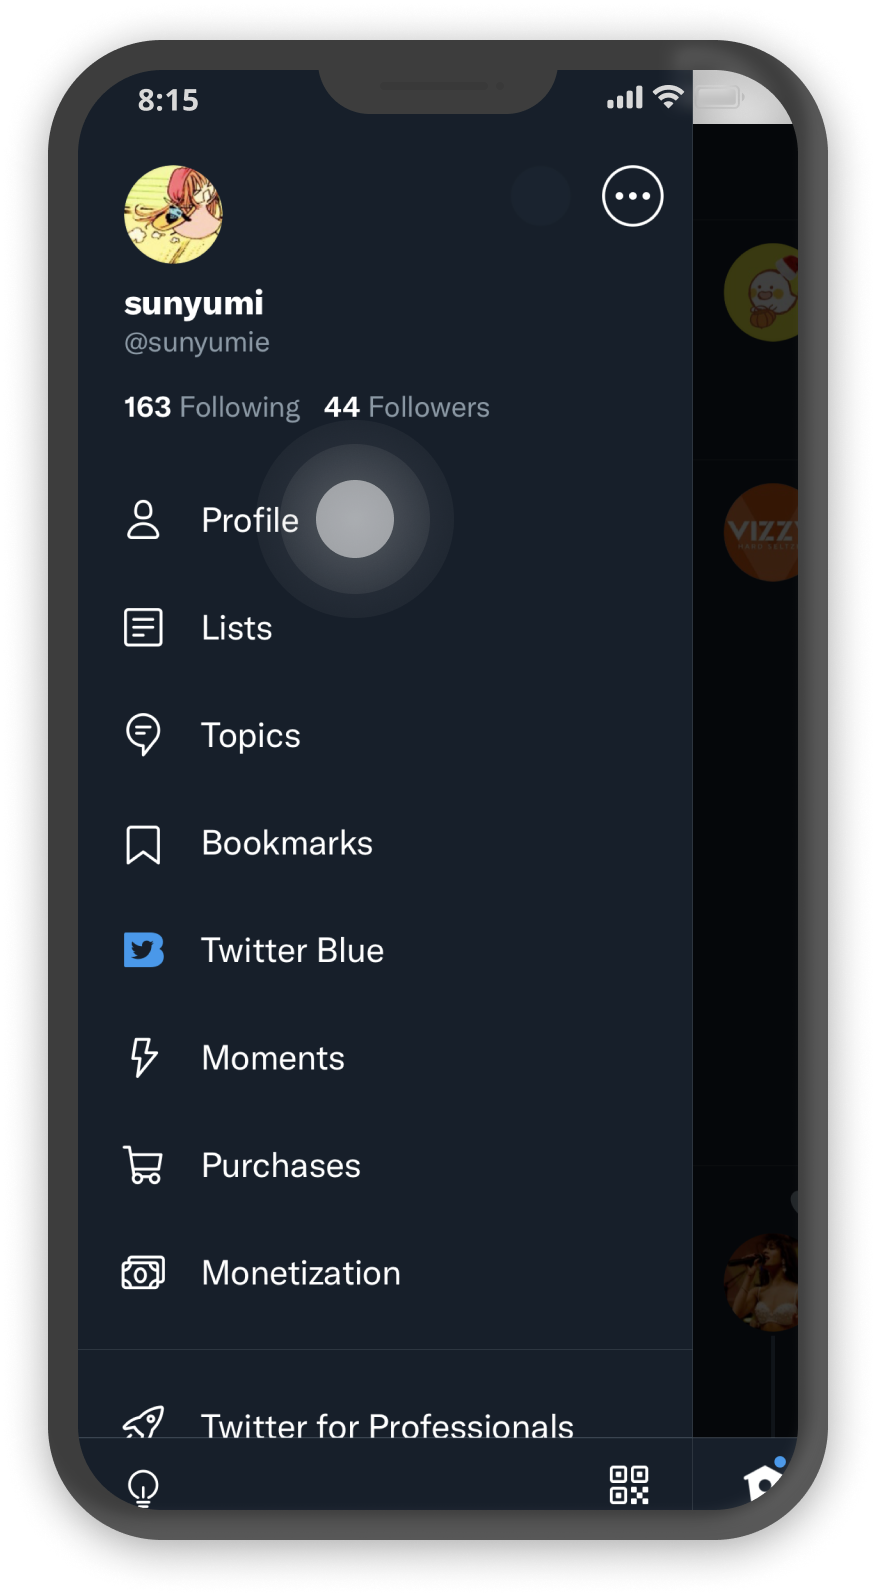 8:15
sunyumi
@sunyumie
163 Following 44 Followers
Profile
Lists
Topics
Bookmarks
Twitter Blue
Moments
Purchases
Monetization
Twitter for Professionals
VIZZY